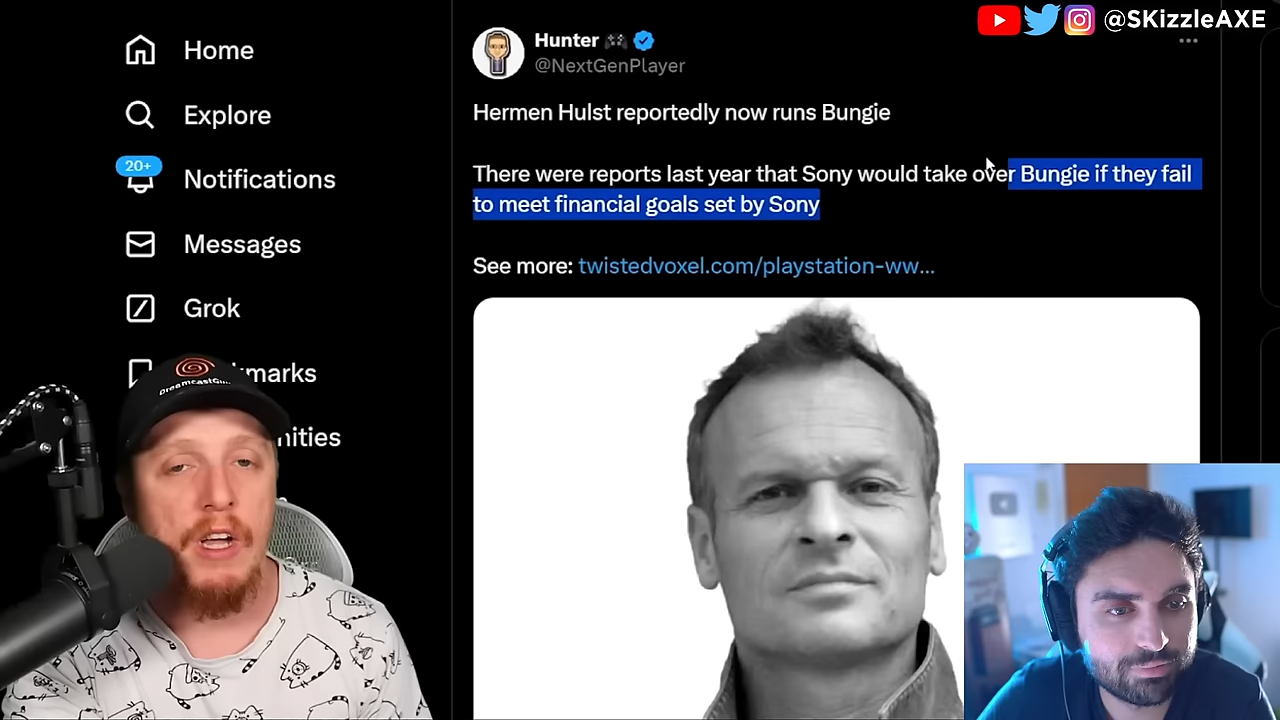 @SKizzleAXE
Home
Hunter
@NextGenPlayer
Explore
Hermen Hulst reportedly now runs Bungie
20+
Notifications
There were reports last year that Sony would take over Bungie if they fail
to meet financial goals set by Sony
Messages
See more: twistedvoxel.com/playstation-ww...
Grok
kmarks
nities